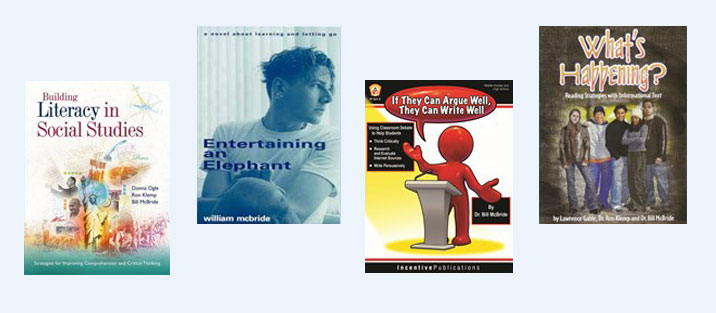 Building
Literacy in
Social Studies
Donna Ogle
Ron Klemp
Bill McBride
Strategies for Improving Comprehension and Critical Thinking
a novel about learning and letting go
Entertaining
an
Elephant
william mcbride
If They Can Argue Well,
They Can Write Well
Using Classroom Debate
to Help Students
• Think Critically
• Research
and Evaluate
Internet Sources
• Write Persuasively
By
Dr. Bill McBride
IncentivePublications
What's
Happening?
Reading Strategies with Informational Text
by Lawrence Gable, Dr. Ron Klemp and Dr. Bill McBride